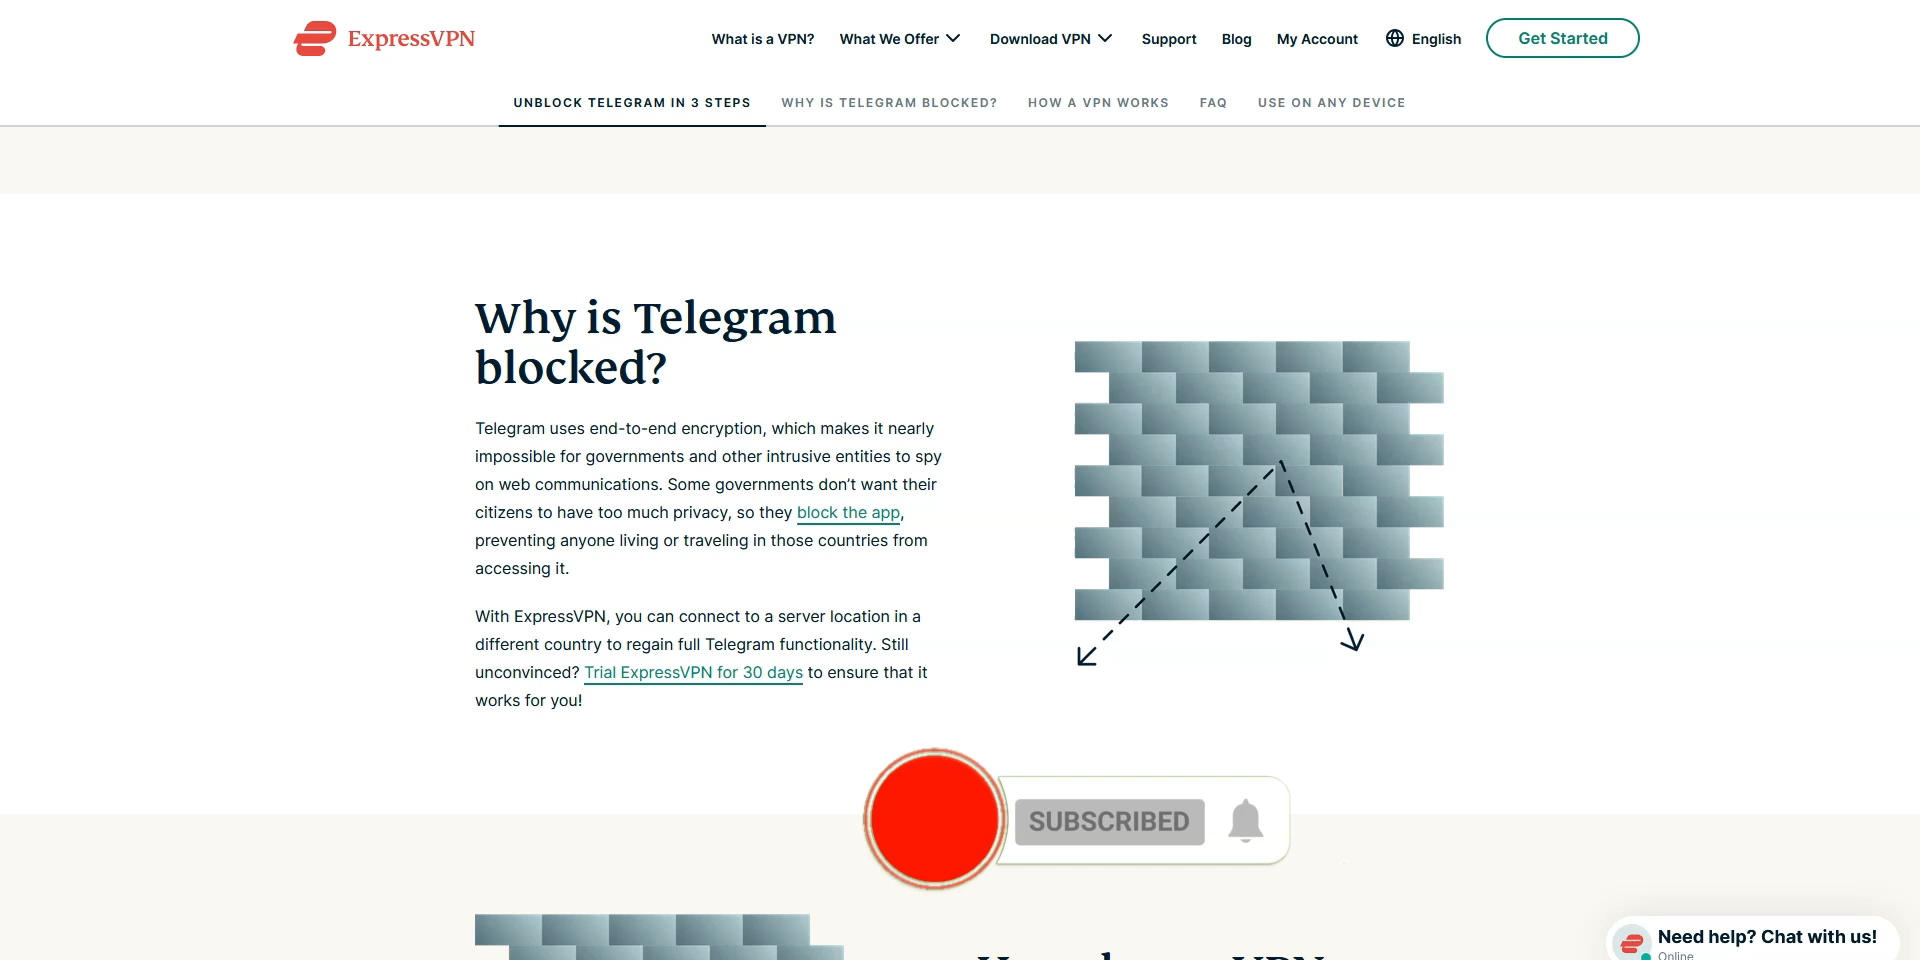 ExpressVPN
What is a VPN? What We Offer Download VPN Support Blog My Account English Get Started
UNBLOCK TELEGRAM IN 3 STEPS WHY IS TELEGRAM BLOCKED? HOW A VPN WORKS FAQ USE ON ANY DEVICE
Why is Telegram
blocked?
Telegram uses end-to-end encryption, which makes it nearly
impossible for governments and other intrusive entities to spy
on web communications. Some governments don’t want their
citizens to have too much privacy, so they block the app,
preventing anyone living or traveling in those countries from
accessing it.
With ExpressVPN, you can connect to a server location in a
different country to regain full Telegram functionality. Still
unconvinced? Trial ExpressVPN for 30 days to ensure that it
works for you!
SUBSCRIBED
Need help? Chat with us!
Online